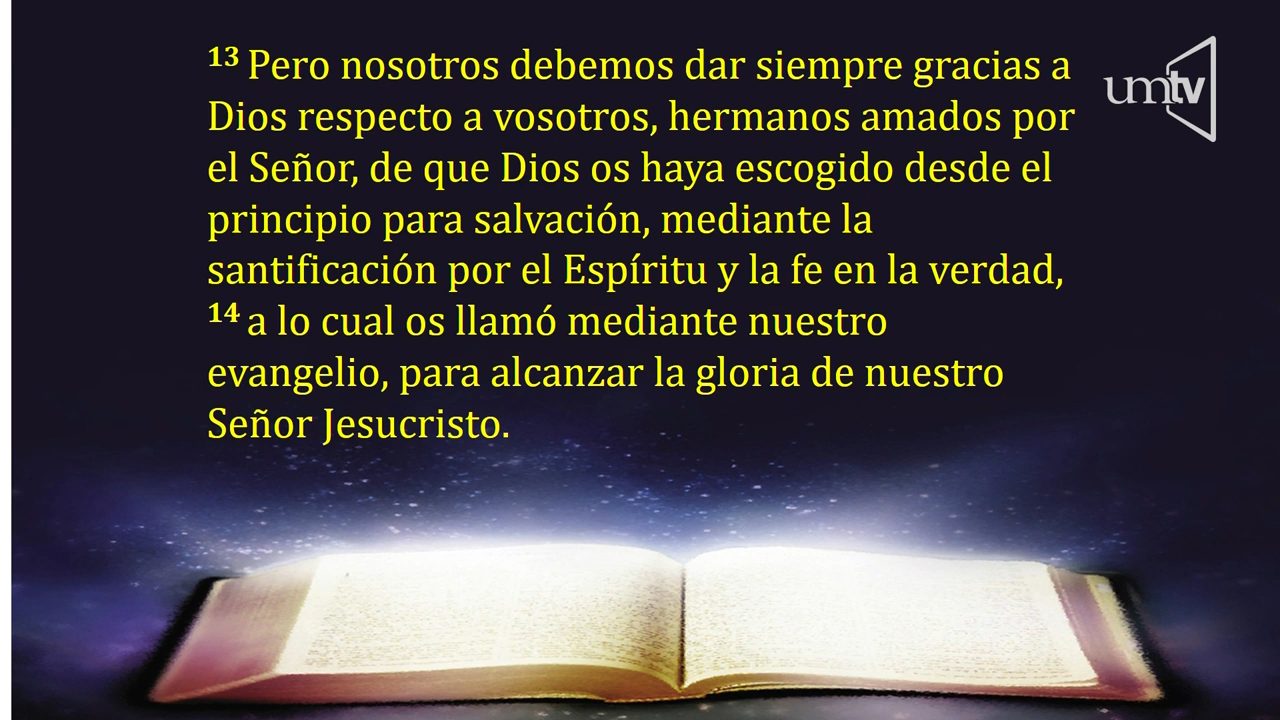 13 Pero nosotros debemos dar siempre gracias a
Dios respecto a vosotros, hermanos amados por
el Señor, de que Dios os haya escogido desde el
principio para salvación, mediante la
santificación por el Espíritu y la fe en la verdad,
14 a lo cual os llamó mediante nuestro
evangelio, para alcanzar la gloria de nuestro
Señor Jesucristo.
umtv